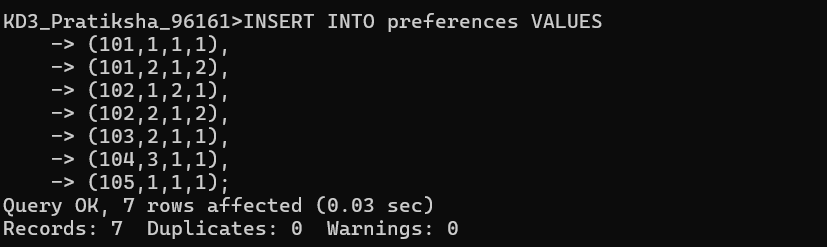 KD3_Pratiksha_96161>INSERT INTO preferences VALUES
    -> (101,1,1,1),
    -> (101,2,1,2),
    -> (102,1,2,1),
    -> (102,2,1,2),
    -> (103,2,1,1),
    -> (104,3,1,1),
    -> (105,1,1,1);
Query OK, 7 rows affected (0.03 sec)
Records: 7  Duplicates: 0  Warnings: 0